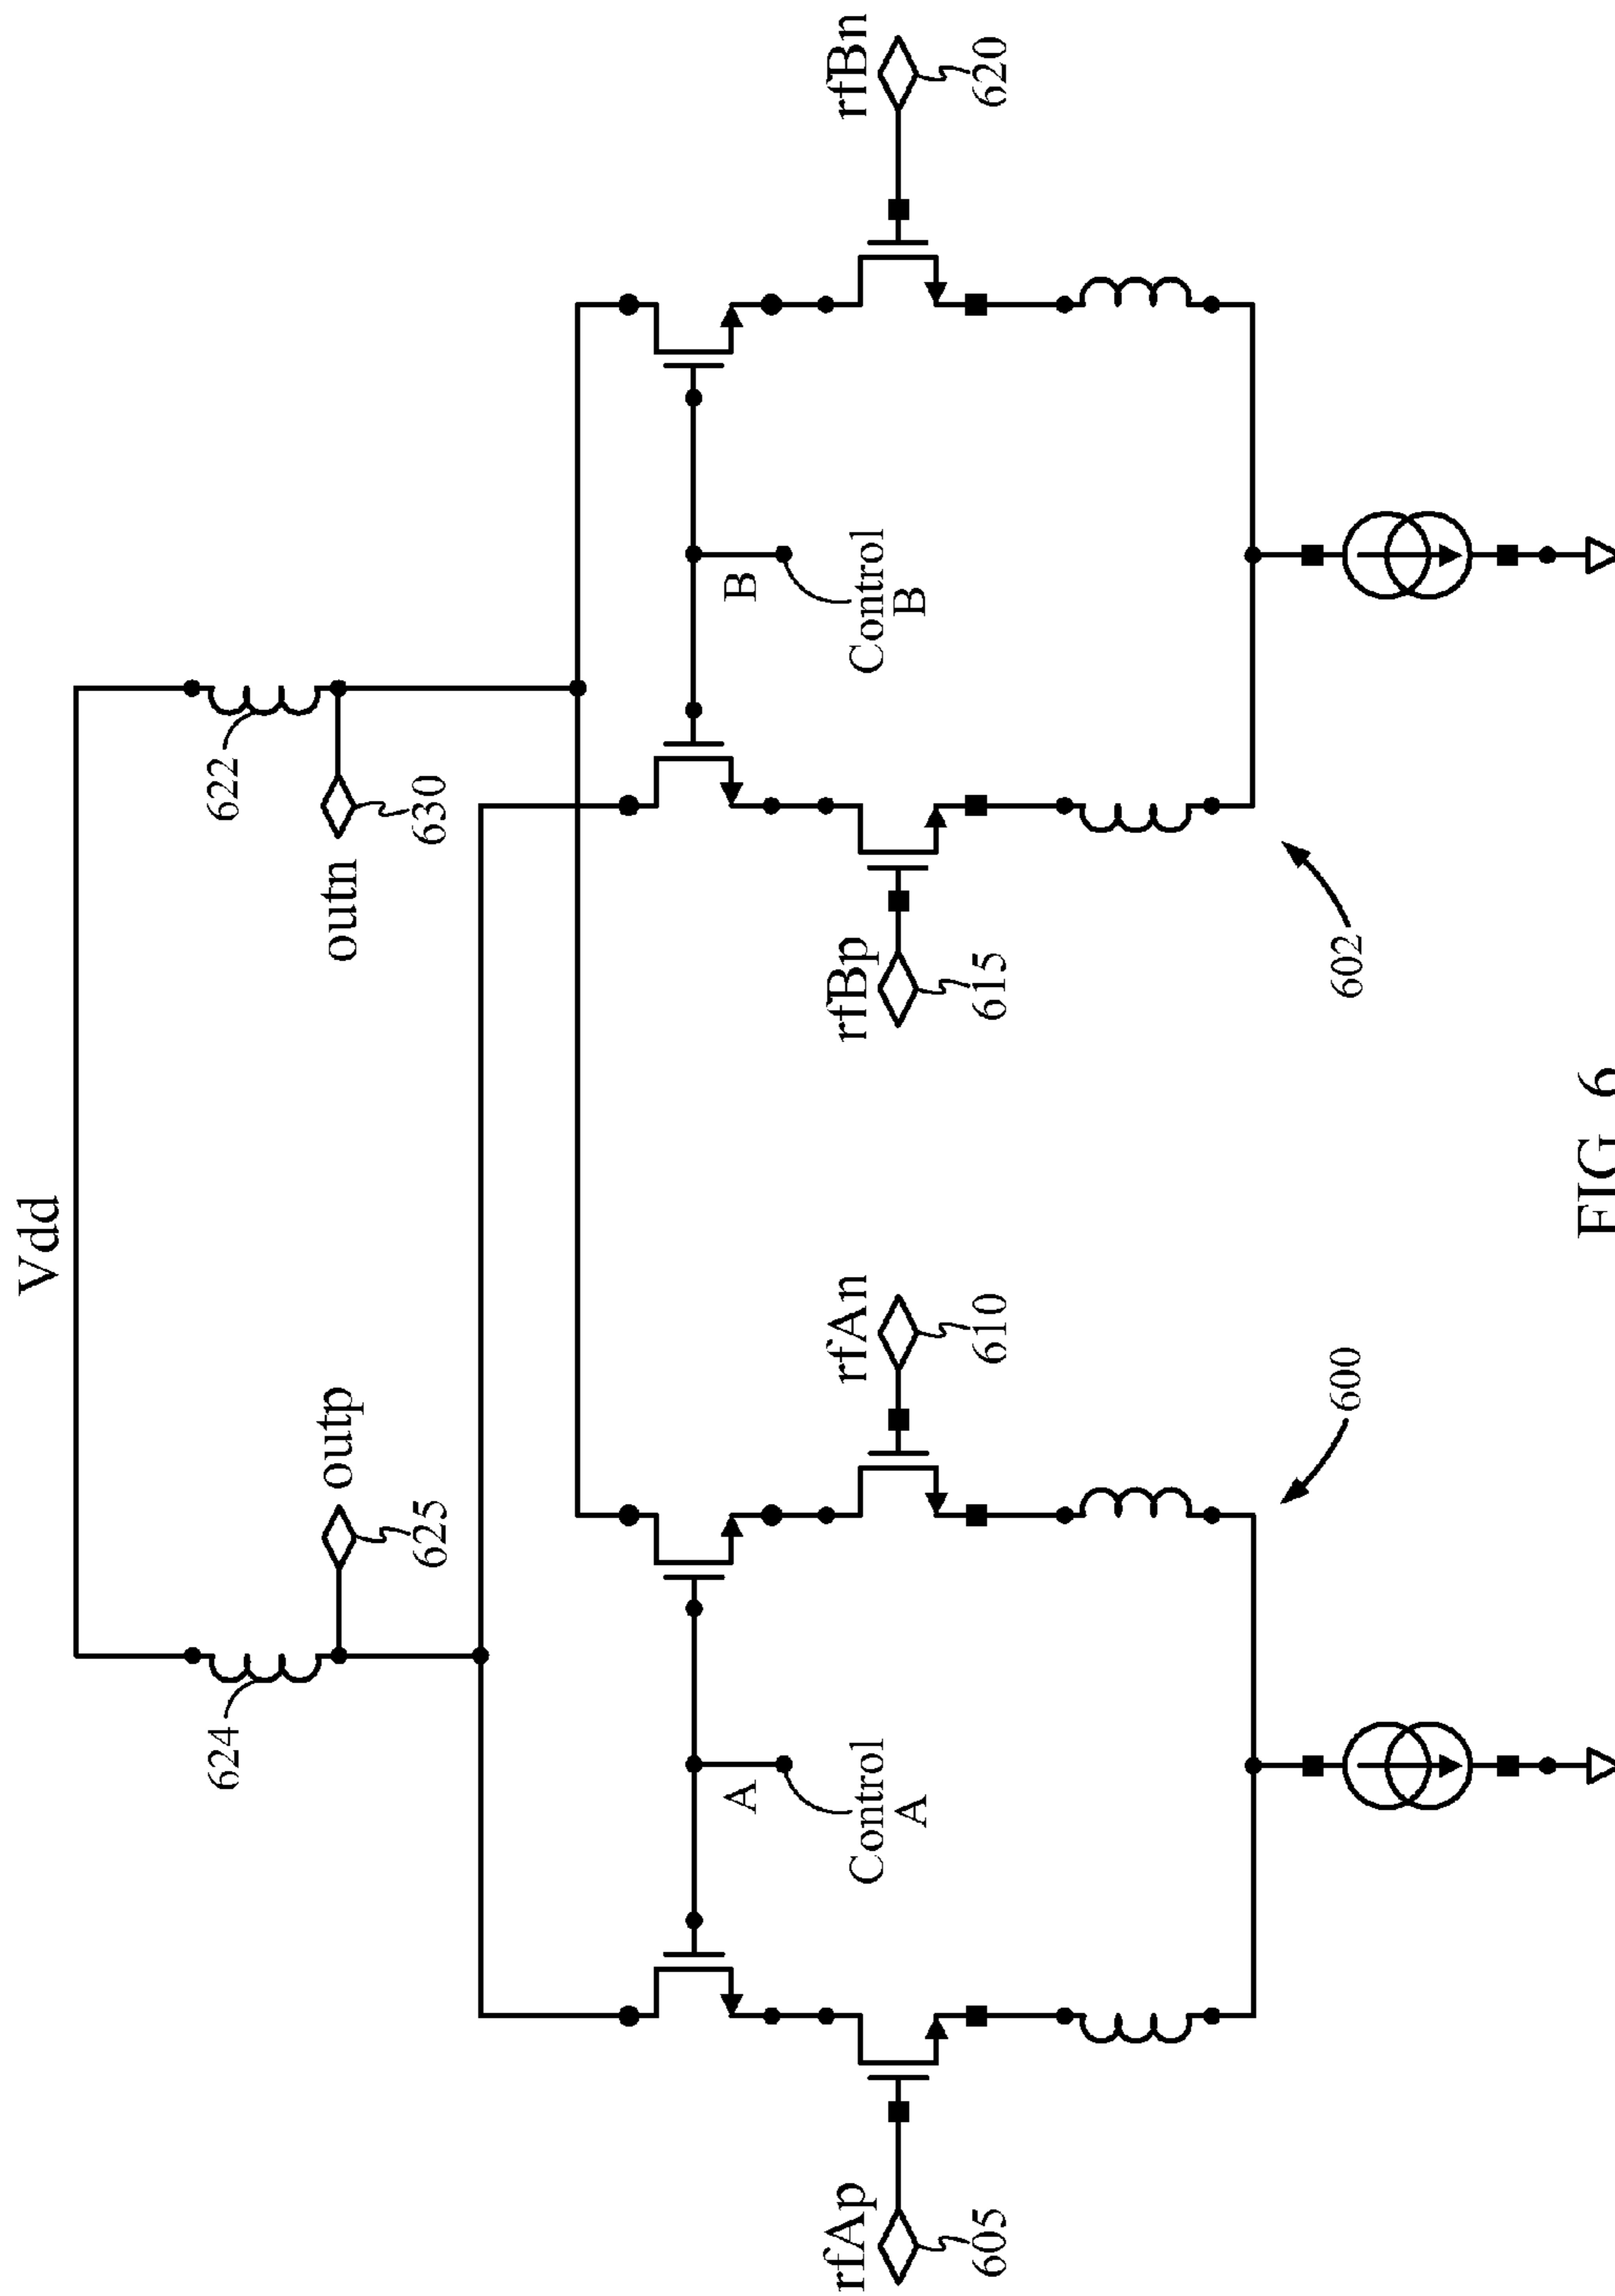 Vdd
624
625
outp
outn
630
622
A
Control
A
B
Control
B
rfAp
605
rfAn
610
rfBp
615
rfBn
620
600
602
FIG. 6